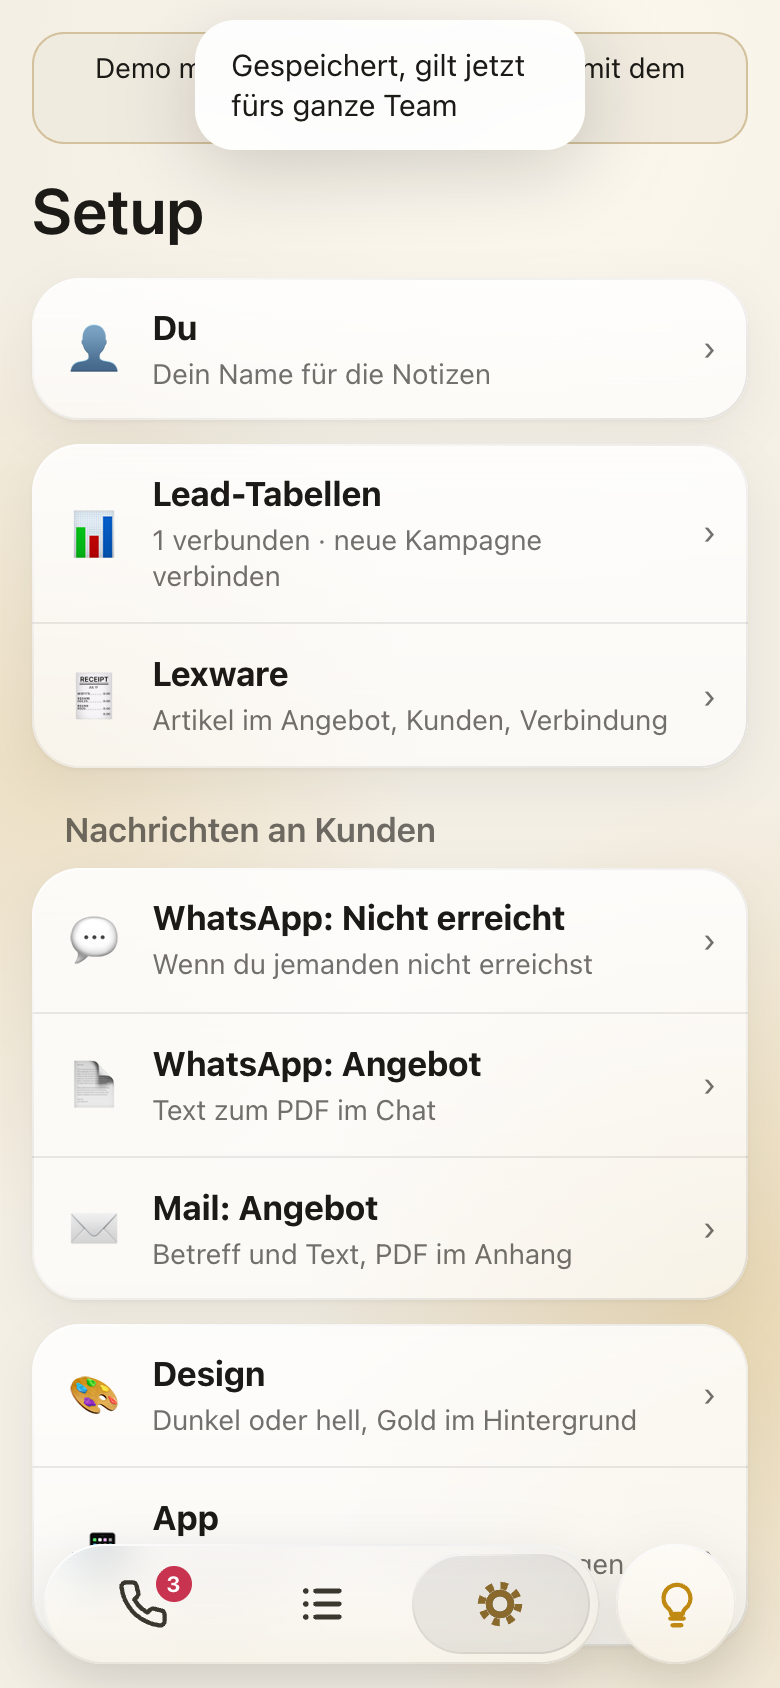 Demo
mit dem
Gespeichert, gilt jetzt
fürs ganze Team
Setup
Du
Dein Name für die Notizen
Lead-Tabellen
1 verbunden · neue Kampagne
verbinden
RECEIPT
Lexware
Artikel im Angebot, Kunden, Verbindung
Nachrichten an Kunden
WhatsApp: Nicht erreicht
Wenn du jemanden nicht erreichst
WhatsApp: Angebot
Text zum PDF im Chat
Mail: Angebot
Betreff und Text, PDF im Anhang
Design
Dunkel oder hell, Gold im Hintergrund
App
3